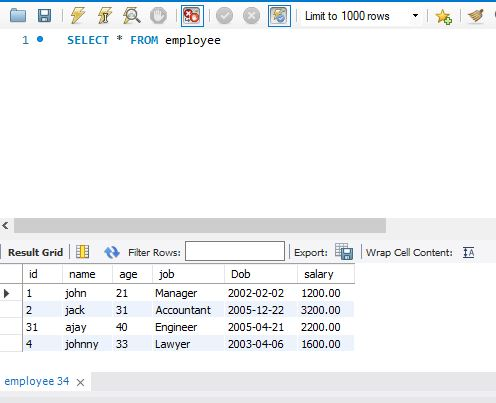 Limit to 1000 rows
1 SELECT * FROM employee
Result Grid Filter Rows: Export: Wrap Cell Content:
id name age job Dob salary
1 john 21 Manager 2002-02-02 1200.00
2 jack 31 Accountant 2005-12-22 3200.00
31 ajay 40 Engineer 2005-04-21 2200.00
4 johnny 33 Lawyer 2003-04-06 1600.00
employee 34